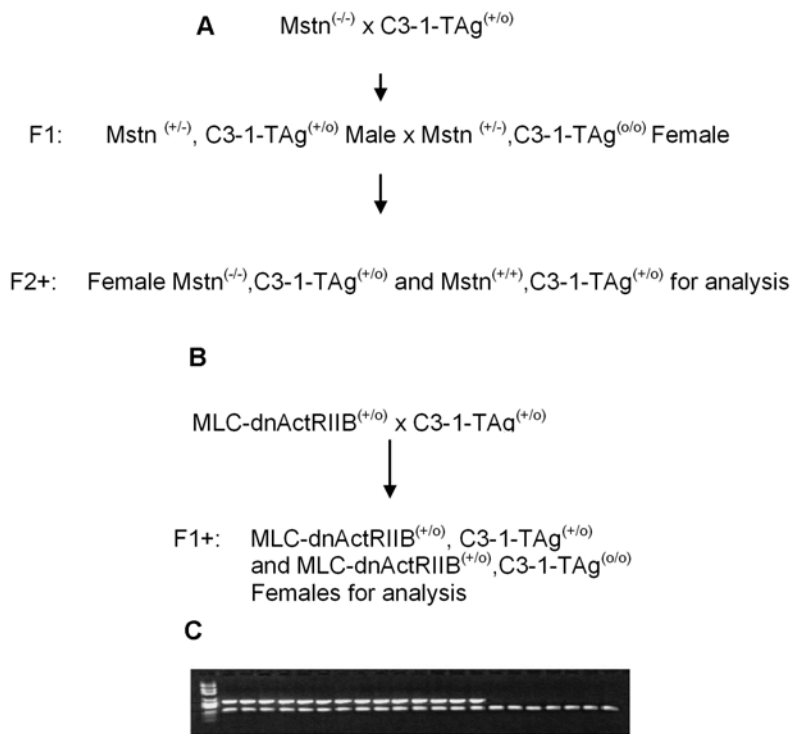 A Mstn(-/-) x C3-1-TAg(+/o)
F1: Mstn (+/-), C3-1-TAg(+/o) Male x Mstn (+/-),C3-1-TAg(o/o) Female
F2+: Female Mstn(-/-),C3-1-TAg(+/o) and Mstn(+/+),C3-1-TAg(+/o) for analysis
B
MLC-dnActRIIB(+/o) x C3-1-TAg(+/o)
F1+: MLC-dnActRIIB(+/o), C3-1-TAg(+/o)
and MLC-dnActRIIB(+/o),C3-1-TAg(o/o)
Females for analysis
C